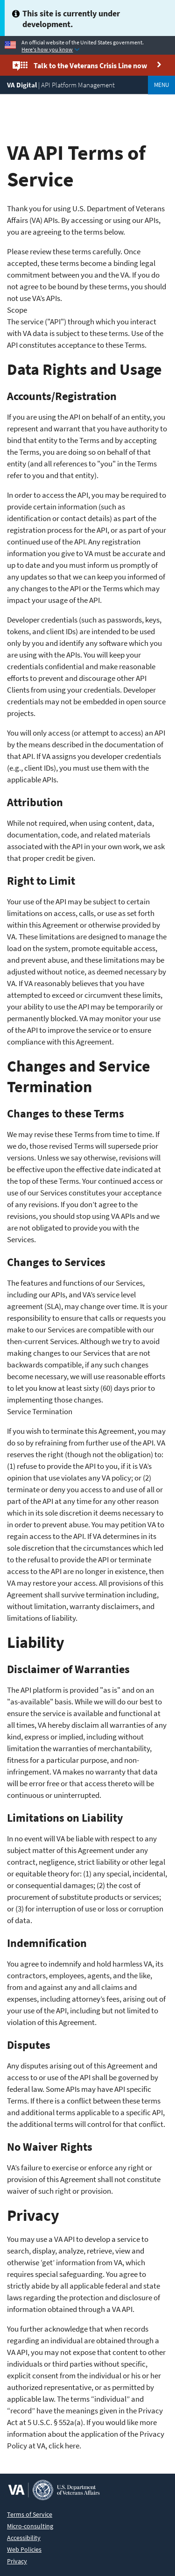 This site is currently under
development.
An official website of the United States government.
Here's how you know
Talk to the Veterans Crisis Line now
VA Digital | API Platform Management
MENU
VA API Terms of
Service
Thank you for using U.S. Department of Veterans
Affairs (VA) APIs. By accessing or using our APIs,
you are agreeing to the terms below.
Please review these terms carefully. Once
accepted, these terms become a binding legal
commitment between you and the VA. If you do
not agree to be bound by these terms, you should
not use VA's APIs.
Scope
The service ("API") through which you interact
with VA data is subject to these terms. Use of the
API constitutes acceptance to these Terms.
Data Rights and Usage
Accounts/Registration
If you are using the API on behalf of an entity, you
represent and warrant that you have authority to
bind that entity to the Terms and by accepting
the Terms, you are doing so on behalf of that
entity (and all references to "you" in the Terms
refer to you and that entity).
In order to access the API, you may be required to
provide certain information (such as
identification or contact details) as part of the
registration process for the API, or as part of your
continued use of the API. Any registration
information you give to VA must be accurate and
up to date and you must inform us promptly of
any updates so that we can keep you informed of
any changes to the API or the Terms which may
impact your usage of the API.
Developer credentials (such as passwords, keys,
tokens, and client IDs) are intended to be used
only by you and identify any software which you
are using with the APIs. You will keep your
credentials confidential and make reasonable
efforts to prevent and discourage other API
Clients from using your credentials. Developer
credentials may not be embedded in open source
projects.
You will only access (or attempt to access) an API
by the means described in the documentation of
that API. If VA assigns you developer credentials
(e.g., client IDs), you must use them with the
applicable APIs.
Attribution
While not required, when using content, data,
documentation, code, and related materials
associated with the API in your own work, we ask
that proper credit be given.
Right to Limit
Your use of the API may be subject to certain
limitations on access, calls, or use as set forth
within this Agreement or otherwise provided by
VA. These limitations are designed to manage the
load on the system, promote equitable access,
and prevent abuse, and these limitations may be
adjusted without notice, as deemed necessary by
VA. If VA reasonably believes that you have
attempted to exceed or circumvent these limits,
your ability to use the API may be temporarily or
permanently blocked. VA may monitor your use
of the API to improve the service or to ensure
compliance with this Agreement.
Changes and Service
Termination
Changes to these Terms
We may revise these Terms from time to time. If
we do, those revised Terms will supersede prior
versions. Unless we say otherwise, revisions will
be effective upon the effective date indicated at
the top of these Terms. Your continued access or
use of our Services constitutes your acceptance
of any revisions. If you don't agree to the
revisions, you should stop using VA APIs and we
are not obligated to provide you with the
Services.
Changes to Services
The features and functions of our Services,
including our APIs, and VA's service level
agreement (SLA), may change over time. It is your
responsibility to ensure that calls or requests you
make to our Services are compatible with our
then-current Services. Although we try to avoid
making changes to our Services that are not
backwards compatible, if any such changes
become necessary, we will use reasonable efforts
to let you know at least sixty (60) days prior to
implementing those changes.
Service Termination
If you wish to terminate this Agreement, you may
do so by refraining from further use of the API. VA
reserves the right (though not the obligation) to:
(1) refuse to provide the API to you, if it is VA's
opinion that use violates any VA policy; or (2)
terminate or deny you access to and use of all or
part of the API at any time for any other reason
which in its sole discretion it deems necessary to
in order to prevent abuse. You may petition VA to
regain access to the API. If VA determines in its
sole discretion that the circumstances which led
to the refusal to provide the API or terminate
access to the API are no longer in existence, then
VA may restore your access. All provisions of this
Agreement shall survive termination including,
without limitation, warranty disclaimers, and
limitations of liability.
Liability
Disclaimer of Warranties
The API platform is provided "as is" and on an
"as-available" basis. While we will do our best to
ensure the service is available and functional at
all times, VA hereby disclaim all warranties of any
kind, express or implied, including without
limitation the warranties of merchantability,
fitness for a particular purpose, and non-
infringement. VA makes no warranty that data
will be error free or that access thereto will be
continuous or uninterrupted.
Limitations on Liability
In no event will VA be liable with respect to any
subject matter of this Agreement under any
contract, negligence, strict liability or other legal
or equitable theory for: (1) any special, incidental,
or consequential damages; (2) the cost of
procurement of substitute products or services;
or (3) for interruption of use or loss or corruption
of data.
Indemnification
You agree to indemnify and hold harmless VA, its
contractors, employees, agents, and the like,
from and against any and all claims and
expenses, including attorney's fees, arising out of
your use of the API, including but not limited to
violation of this Agreement.
Disputes
Any disputes arising out of this Agreement and
access to or use of the API shall be governed by
federal law. Some APIs may have API specific
Terms. If there is a conflict between these terms
and additional terms applicable to a specific API,
the additional terms will control for that conflict.
No Waiver Rights
VA's failure to exercise or enforce any right or
provision of this Agreement shall not constitute
waiver of such right or provision.
Privacy
You may use a VA API to develop a service to
search, display, analyze, retrieve, view and
otherwise 'get' information from VA, which
requires special safeguarding. You agree to
strictly abide by all applicable federal and state
laws regarding the protection and disclosure of
information obtained through a VA API.
You further acknowledge that when records
regarding an individual are obtained through a
VA API, you may not expose that content to other
individuals or third parties without specific,
explicit consent from the individual or his or her
authorized representative, or as permitted by
applicable law. The terms "individual" and "
record" have the meanings given in the Privacy
Act at 5 U.S.C. § 552a(a). If you would like more
information about the application of the Privacy
Policy at VA, click here.
VA
U.S. Department
of Veterans Affairs
Terms of Service
Micro-consulting
Accessibility
Web Policies
Privacy